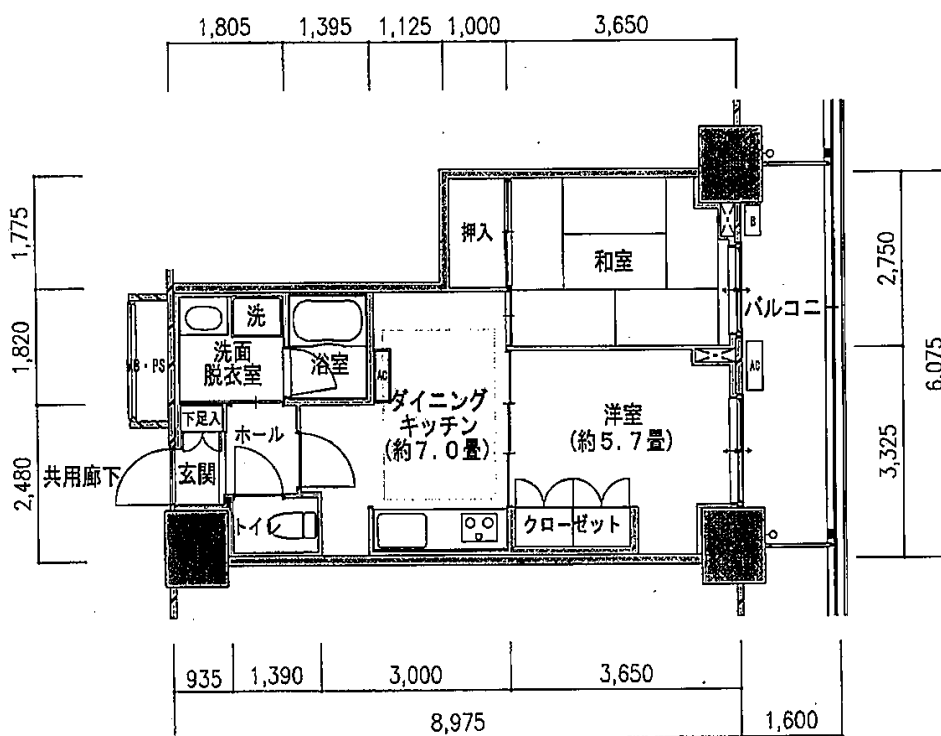 1,805
1,395
1,125
1,000
3,650
1,775
1,820
2,480
押入
和室
B
2,750
6,075
3,325
バルコニ
洗
洗面
脱衣室
浴室
AC
AC
MB・PS
下足入
ホール
ダイニング
キッチン
(約7.0畳)
洋室
(約5.7畳)
共用廊下
玄関
トイレ
クローゼット
935
1,390
3,000
3,650
8,975
1,600